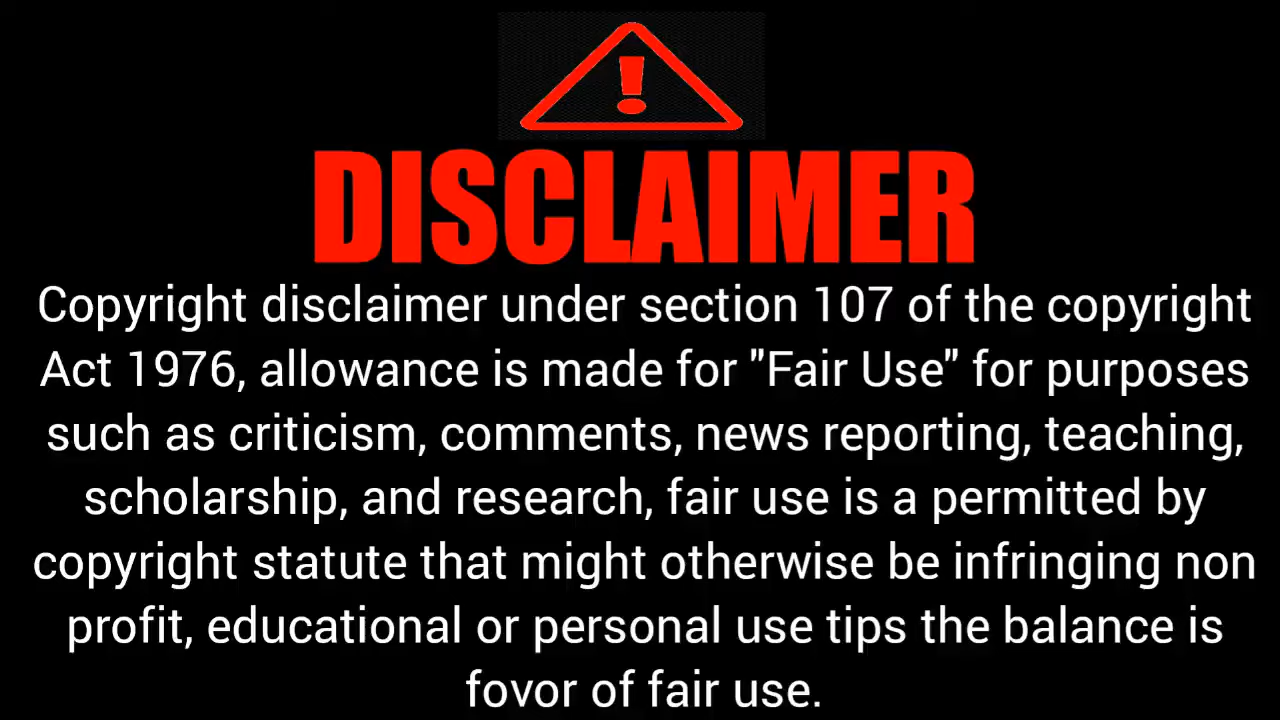 DISCLAIMER
Copyright disclaimer under section 107 of the copyright
Act 1976, allowance is made for "Fair Use" for purposes
such as criticism, comments, news reporting, teaching,
scholarship, and research, fair use is a permitted by
copyright statute that might otherwise be infringing non
profit, educational or personal use tips the balance is
fovor of fair use.